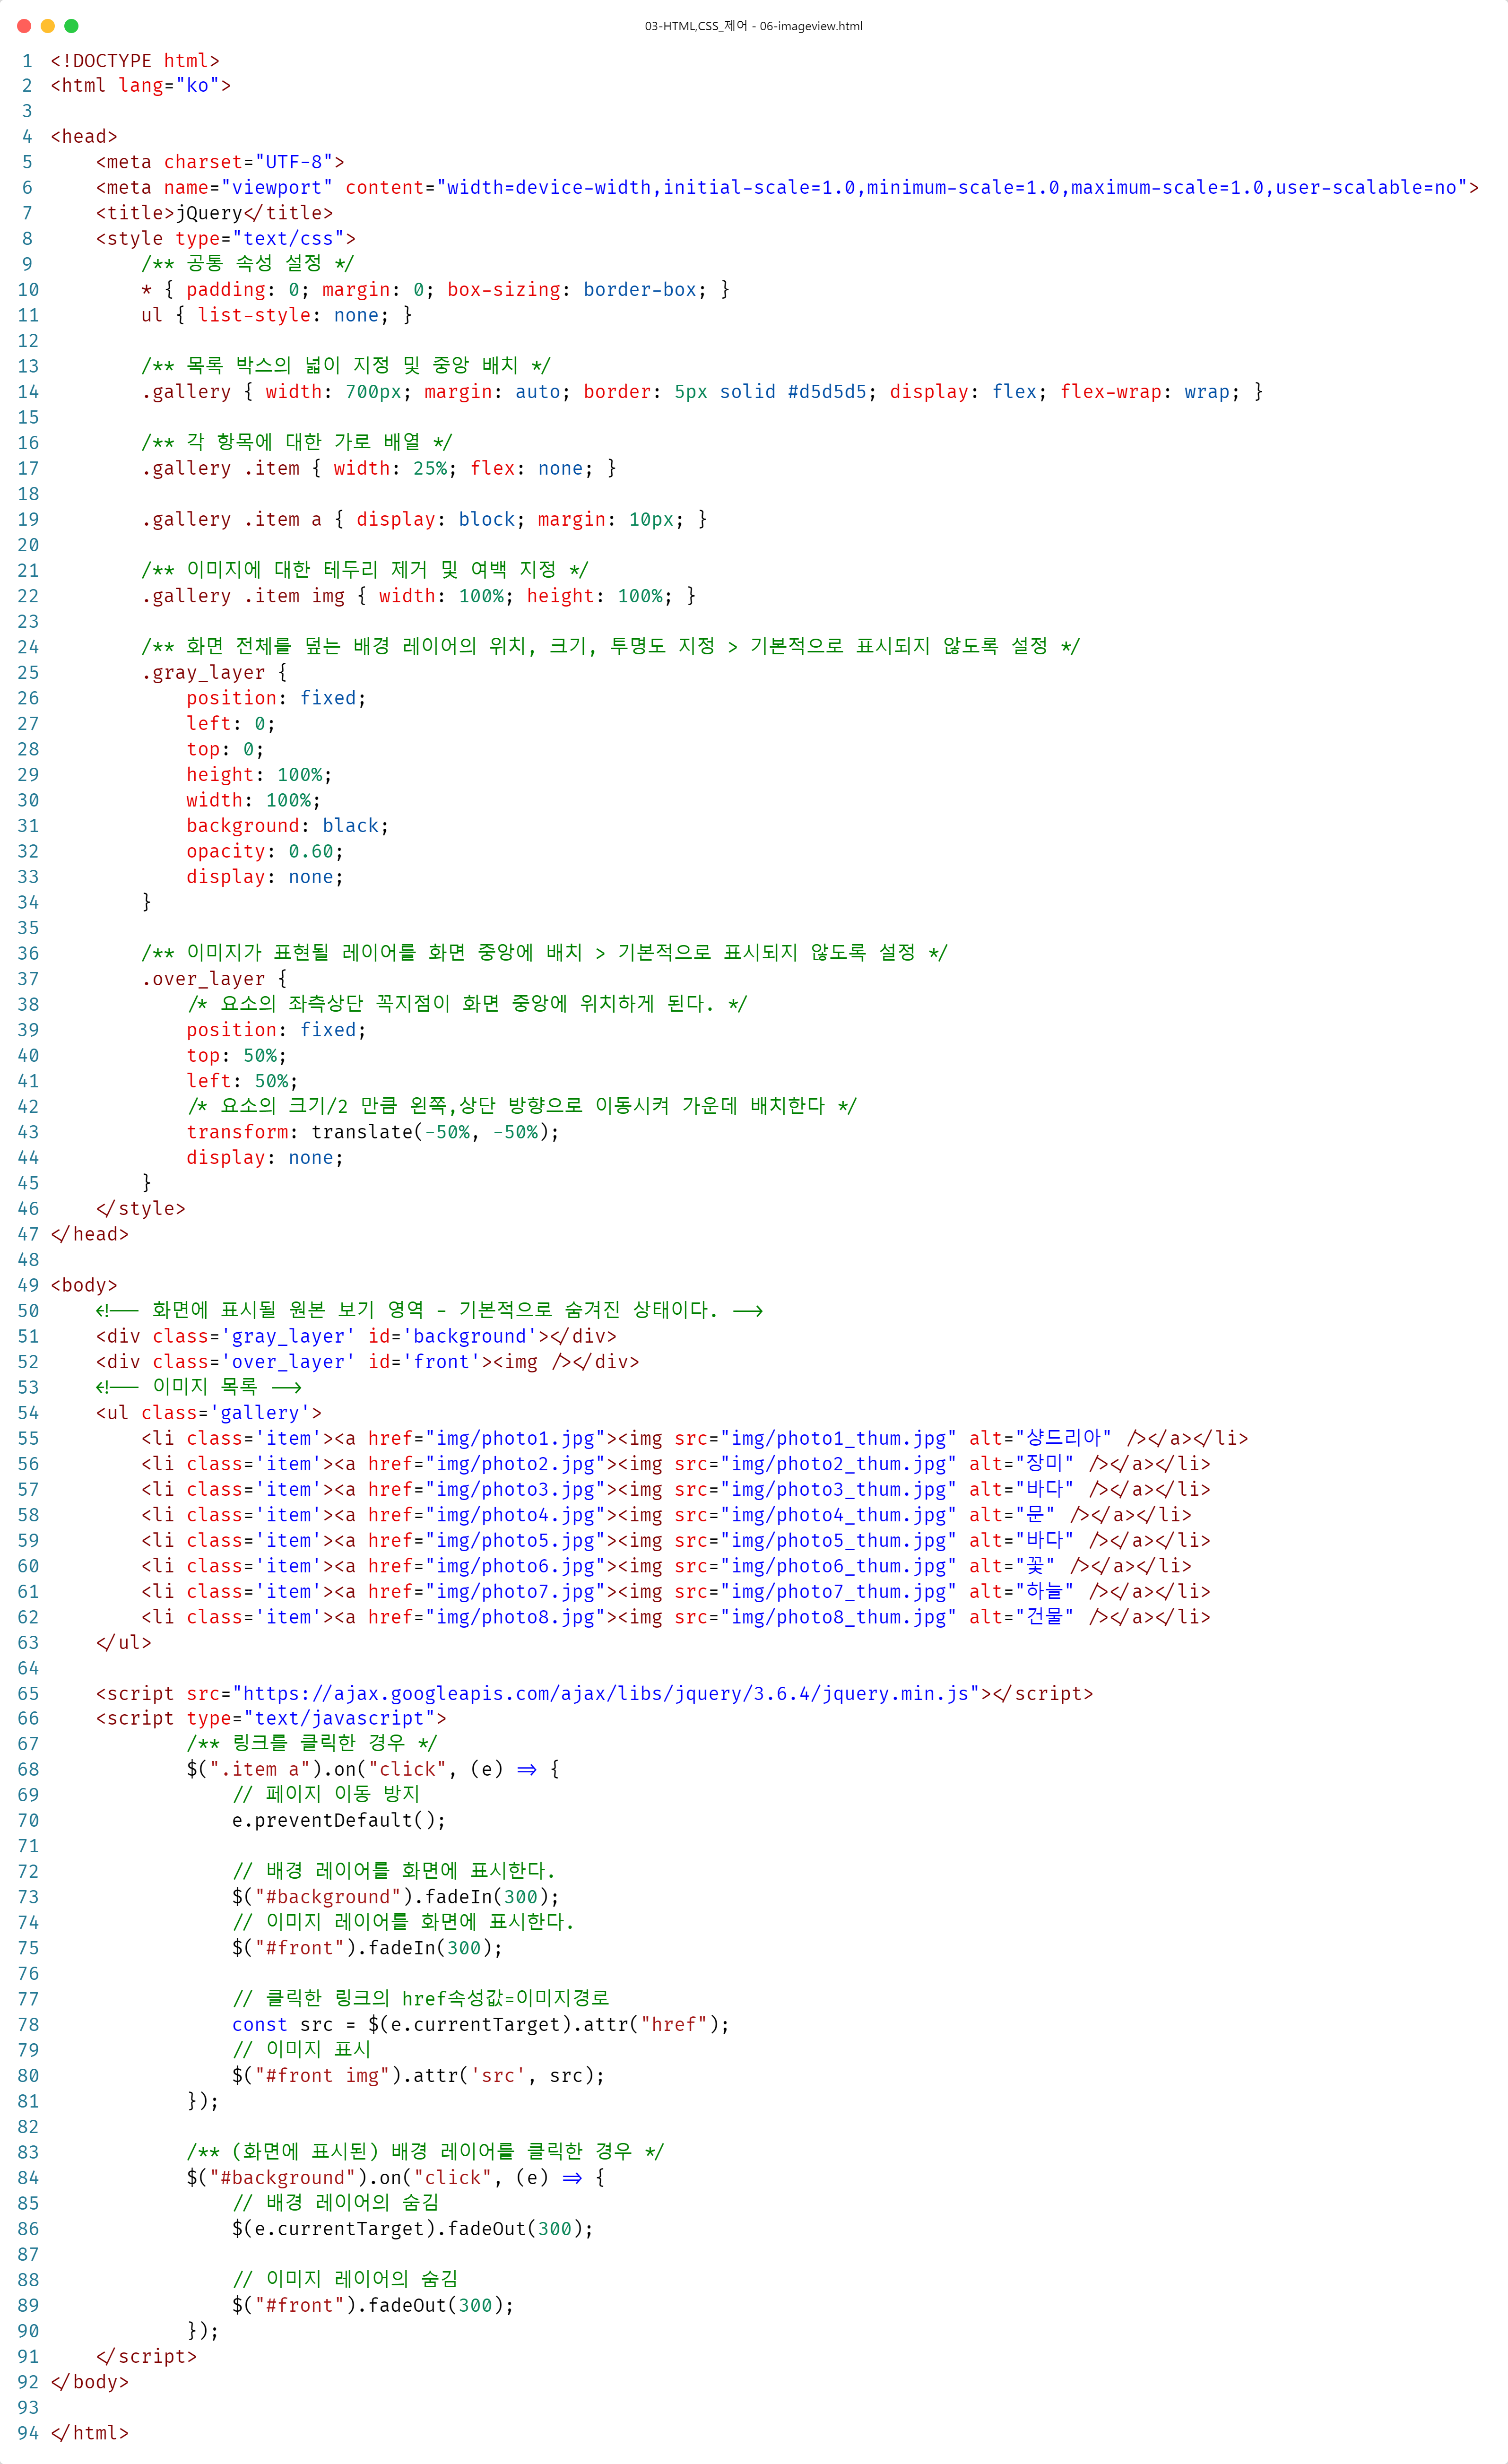 03-HTML,CSS_제어 - 06-imageview.html
1 <!DOCTYPE html>
2 <html lang="ko">
3
4 <head>
5     <meta charset="UTF-8">
6     <meta name="viewport" content="width=device-width,initial-scale=1.0,minimum-scale=1.0,maximum-scale=1.0,user-scalable=no">
7     <title>jQuery</title>
8     <style type="text/css">
9         /** 공통 속성 설정 */
10         * { padding: 0; margin: 0; box-sizing: border-box; }
11         ul { list-style: none; }
12
13         /** 목록 박스의 넓이 지정 및 중앙 배치 */
14         .gallery { width: 700px; margin: auto; border: 5px solid #d5d5d5; display: flex; flex-wrap: wrap; }
15
16         /** 각 항목에 대한 가로 배열 */
17         .gallery .item { width: 25%; flex: none; }
18
19         .gallery .item a { display: block; margin: 10px; }
20
21         /** 이미지에 대한 테두리 제거 및 여백 지정 */
22         .gallery .item img { width: 100%; height: 100%; }
23
24         /** 화면 전체를 덮는 배경 레이어의 위치, 크기, 투명도 지정 > 기본적으로 표시되지 않도록 설정 */
25         .gray_layer {
26             position: fixed;
27             left: 0;
28             top: 0;
29             height: 100%;
30             width: 100%;
31             background: black;
32             opacity: 0.60;
33             display: none;
34         }
35
36         /** 이미지가 표현될 레이어를 화면 중앙에 배치 > 기본적으로 표시되지 않도록 설정 */
37         .over_layer {
38             /* 요소의 좌측상단 꼭지점이 화면 중앙에 위치하게 된다. */
39             position: fixed;
40             top: 50%;
41             left: 50%;
42             /* 요소의 크기/2 만큼 왼쪽,상단 방향으로 이동시켜 가운데 배치한다 */
43             transform: translate(-50%, -50%);
44             display: none;
45         }
46     </style>
47 </head>
48
49 <body>
50     <!-- 화면에 표시될 원본 보기 영역 - 기본적으로 숨겨진 상태이다. -->
51     <div class='gray_layer' id='background'></div>
52     <div class='over_layer' id='front'><img /></div>
53     <!-- 이미지 목록 -->
54     <ul class='gallery'>
55         <li class='item'><a href="img/photo1.jpg"><img src="img/photo1_thum.jpg" alt="샹드리아" /></a></li>
56         <li class='item'><a href="img/photo2.jpg"><img src="img/photo2_thum.jpg" alt="장미" /></a></li>
57         <li class='item'><a href="img/photo3.jpg"><img src="img/photo3_thum.jpg" alt="바다" /></a></li>
58         <li class='item'><a href="img/photo4.jpg"><img src="img/photo4_thum.jpg" alt="문" /></a></li>
59         <li class='item'><a href="img/photo5.jpg"><img src="img/photo5_thum.jpg" alt="바다" /></a></li>
60         <li class='item'><a href="img/photo6.jpg"><img src="img/photo6_thum.jpg" alt="꽃" /></a></li>
61         <li class='item'><a href="img/photo7.jpg"><img src="img/photo7_thum.jpg" alt="하늘" /></a></li>
62         <li class='item'><a href="img/photo8.jpg"><img src="img/photo8_thum.jpg" alt="건물" /></a></li>
63     </ul>
64
65     <script src="https://ajax.googleapis.com/ajax/libs/jquery/3.6.4/jquery.min.js"></script>
66     <script type="text/javascript">
67             /** 링크를 클릭한 경우 */
68             $(".item a").on("click", (e) => {
69                 // 페이지 이동 방지
70                 e.preventDefault();
71
72                 // 배경 레이어를 화면에 표시한다.
73                 $("#background").fadeIn(300);
74                 // 이미지 레이어를 화면에 표시한다.
75                 $("#front").fadeIn(300);
76
77                 // 클릭한 링크의 href속성값=이미지경로
78                 const src = $(e.currentTarget).attr("href");
79                 // 이미지 표시
80                 $("#front img").attr('src', src);
81             });
82
83             /** (화면에 표시된) 배경 레이어를 클릭한 경우 */
84             $("#background").on("click", (e) => {
85                 // 배경 레이어의 숨김
86                 $(e.currentTarget).fadeOut(300);
87
88                 // 이미지 레이어의 숨김
89                 $("#front").fadeOut(300);
90             });
91     </script>
92 </body>
93
94 </html>